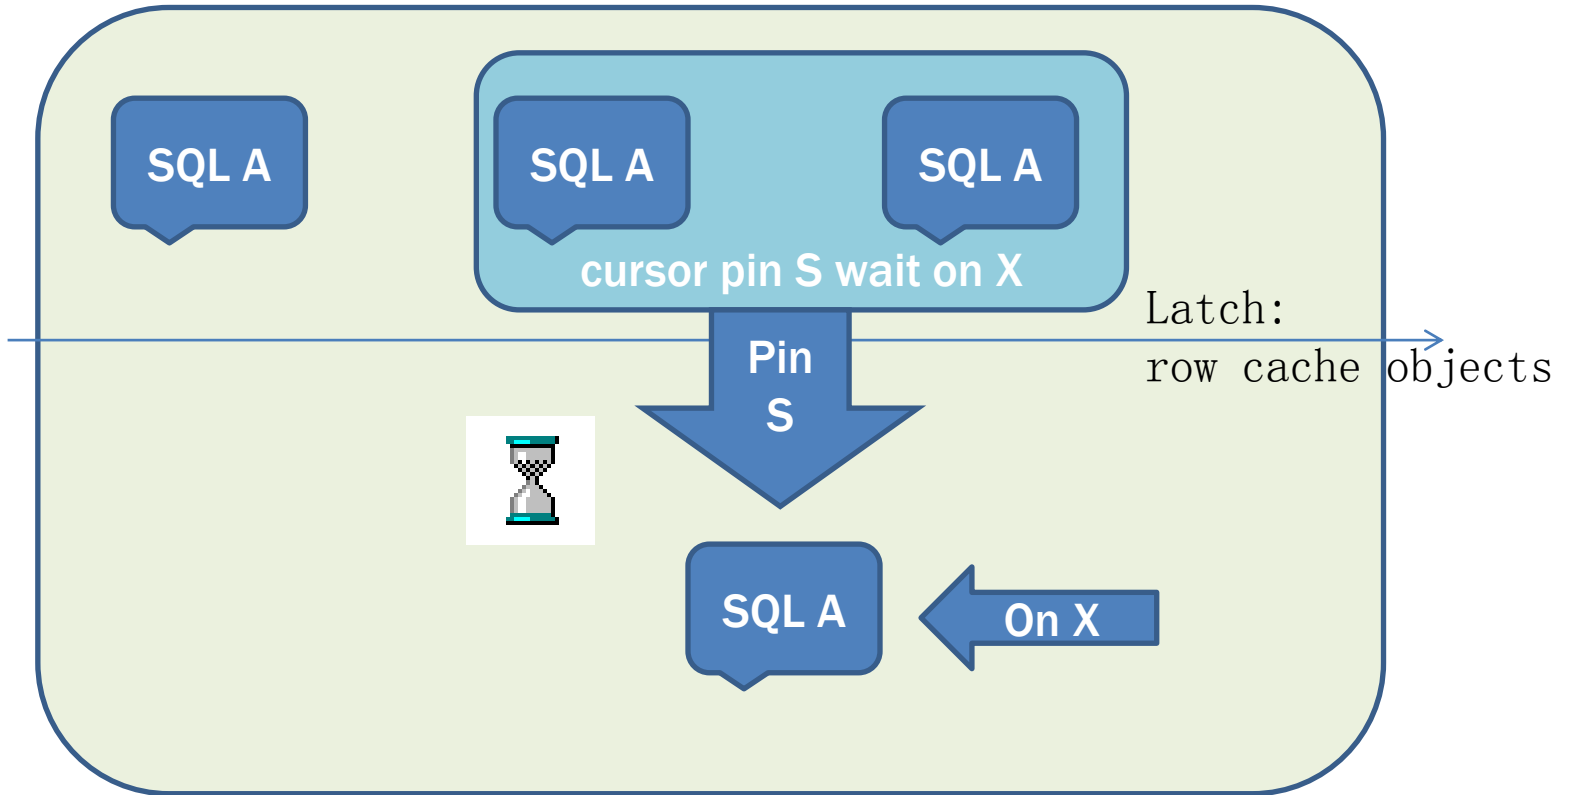 SQL A
SQL A
SQL A
cursor pin S wait on X
Latch:
row cache objects
Pin
S
SQL A
On X